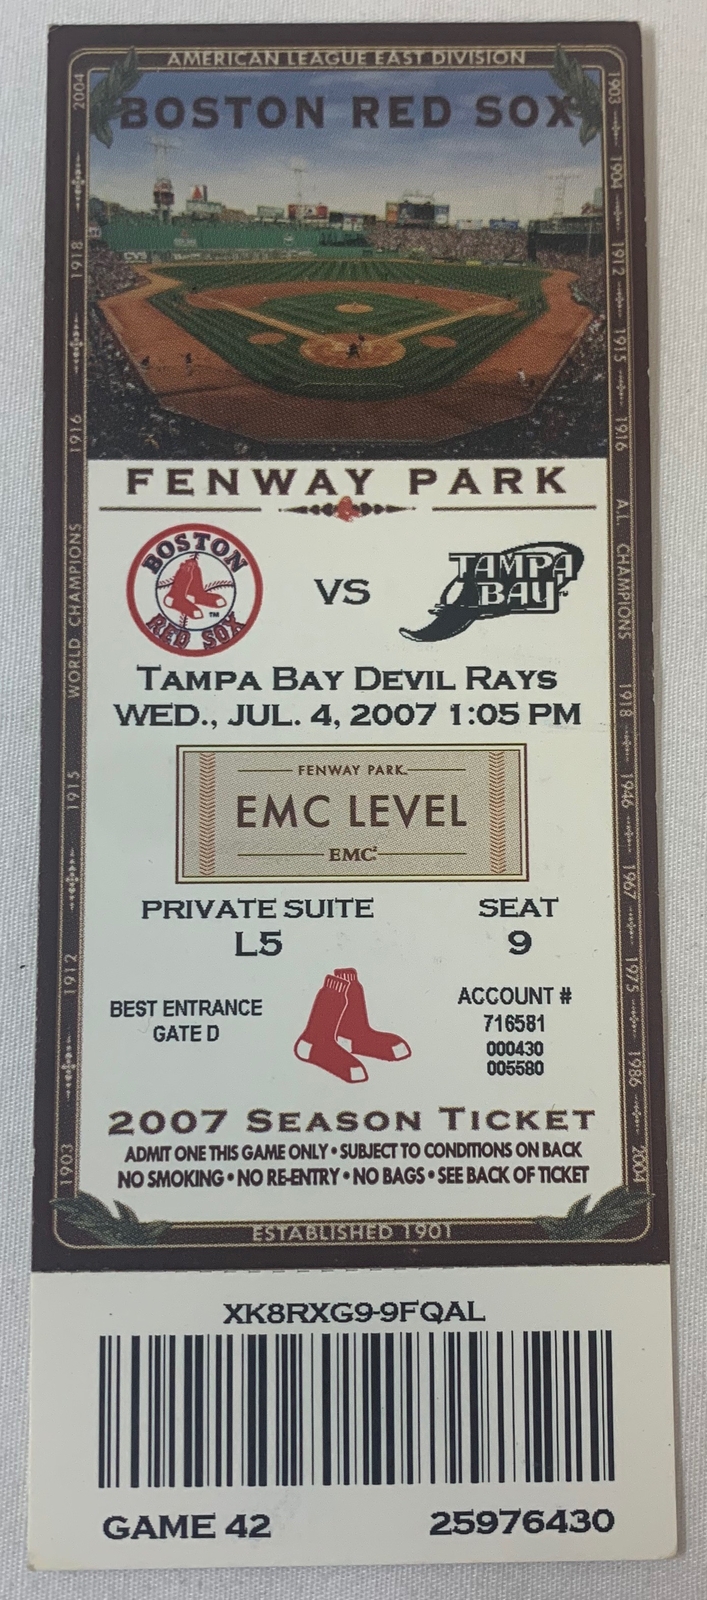 AMERICAN LEAGUE EAST DIVISION
BOSTON RED SOX
CVS
FENWAY PARK
BOSTON
RED SOX
TM
VS
TAMPA
BAY
TAMPA BAY DEVIL RAYS
WED., JUL. 4, 2007 1:05 PM
FENWAY PARK
EMC LEVEL
EMC²
PRIVATE SUITE
L5
SEAT
9
BEST ENTRANCE
GATE D
ACCOUNT #
716581
000430
005580
2007 SEASON TICKET
ADMIT ONE THIS GAME ONLY • SUBJECT TO CONDITIONS ON BACK
NO SMOKING • NO RE-ENTRY • NO BAGS • SEE BACK OF TICKET
ESTABLISHED 1901
1903 1912 1915 WORLD CHAMPIONS 1916 1918 2004
1903 1904 1912 1915 1916 A.L. CHAMPIONS 1918 1946 1967 1975 1986 2004
XK8RXG9-9FQAL
GAME 42
25976430